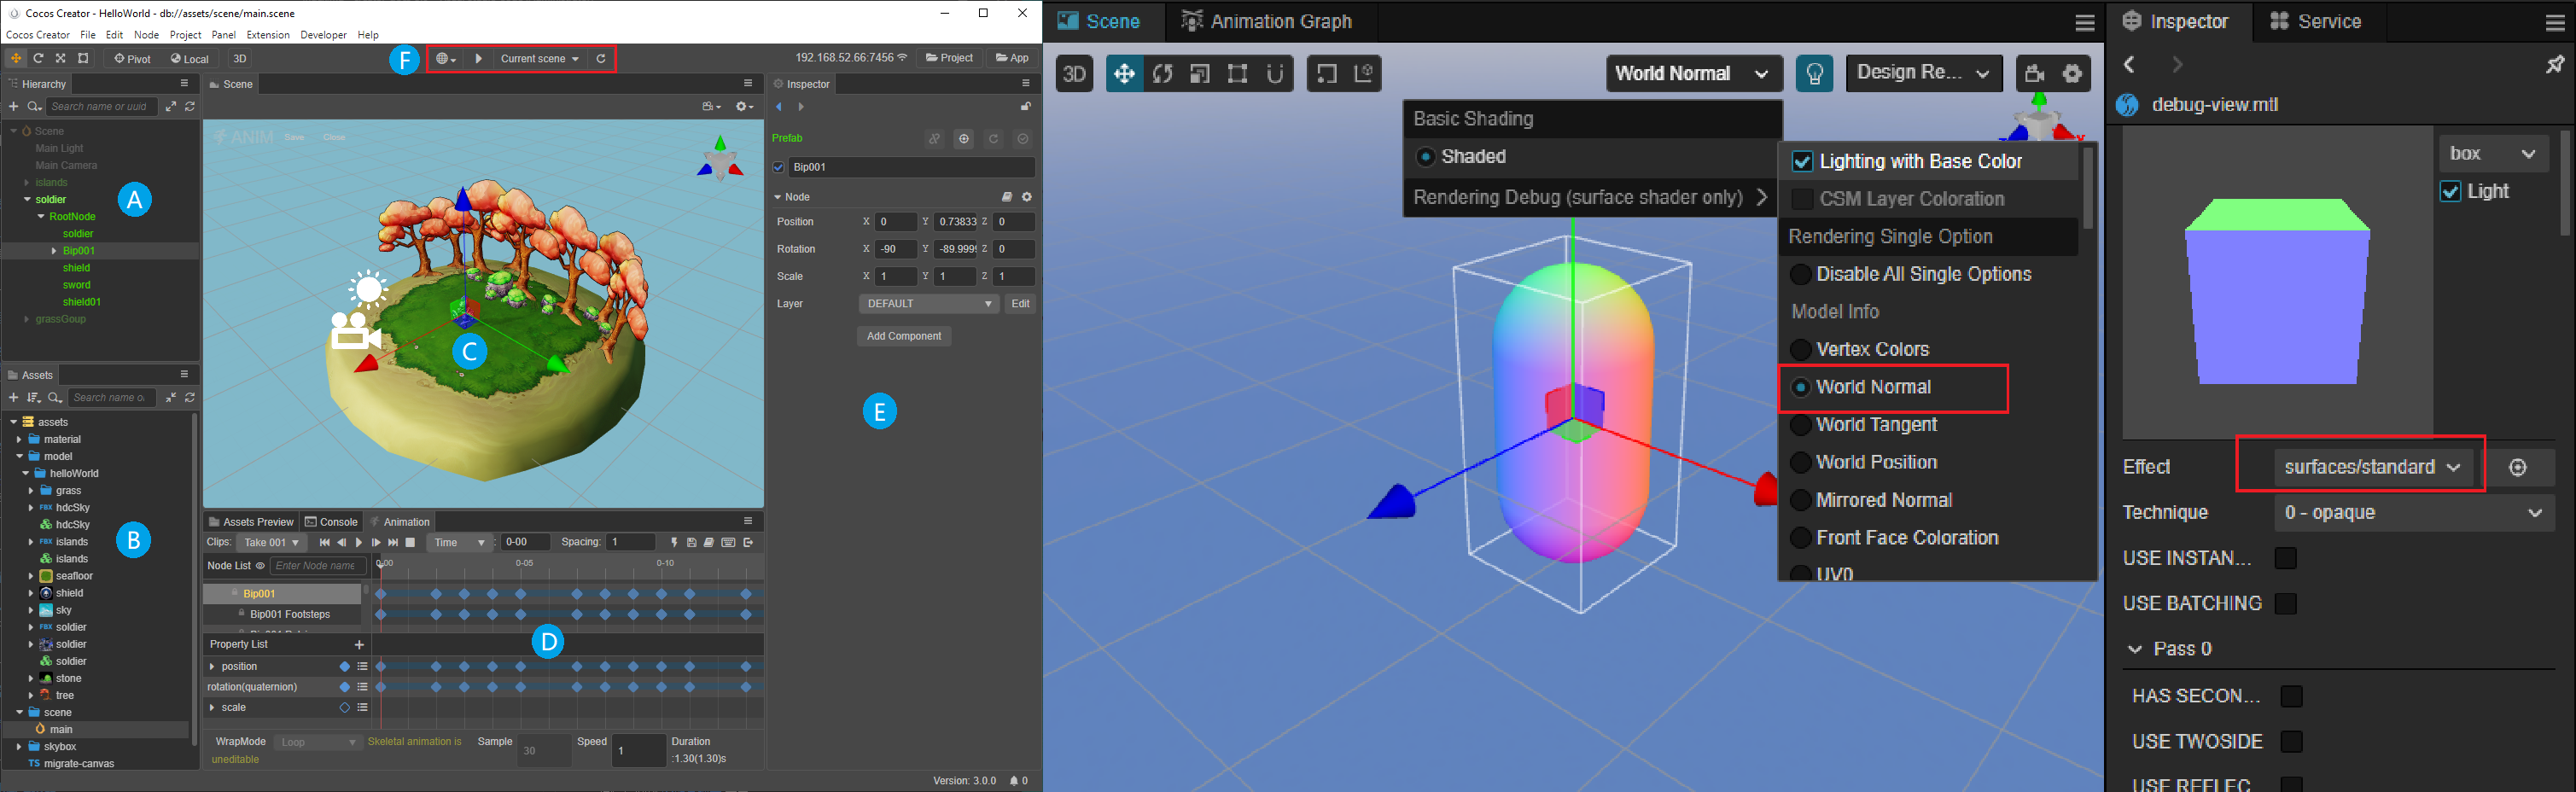 Cocos Creator - HelloWorld - db://assets/scene/main.scene
Cocos Creator File Edit Node Project Panel Extension Developer Help
Pivot Local 3D F Current scene 192.168.52.66:7456 Project App
Hierarchy
Search name or uuid
Scene
Main Light
Main Camera
islands
A
soldier
RootNode
soldier
Bip001
shield
sword
shield01
grassGoup
Assets
Search name o
assets
material
model
helloWorld
grass
FBX hdcSky
hdcSky
FBX islands
B
islands
seafloor
shield
sky
FBX soldier
soldier
soldier
stone
tree
scene
main
skybox
TS migrate-canvas
Scene
ANIM Save Close
C
Assets Preview Console Animation
Clips: Take 001 Time : 0-00 Spacing: 1
Node List Enter Node name 0-00 0-05 0-10
Bip001
Bip001 Footsteps
D
Property List
position
rotation(quaternion)
scale
WrapMode Loop Skeletal animation is uneditable Sample 30 Speed 1 Duration :1.30(1.30)s
Inspector
Prefab
Bip001
Node
Position X 0 Y 0.73833 Z 0
Rotation X -90 Y -89.999 Z 0
Scale X 1 Y 1 Z 1
Layer DEFAULT Edit
Add Component
E
Version: 3.0.0 0
Scene Animation Graph
3D World Normal Design Re...
Basic Shading
Shaded
Rendering Debug (surface shader only)
Y
Lighting with Base Color
CSM Layer Coloration
Rendering Single Option
Disable All Single Options
Model Info
Vertex Colors
World Normal
World Tangent
World Position
Mirrored Normal
Front Face Coloration
UV0
Inspector Service
debug-view.mtl
box
Light
Effect surfaces/standard
Technique 0 - opaque
USE INSTAN...
USE BATCHING
Pass 0
HAS SECON...
USE TWOSIDE
USE REFLEC